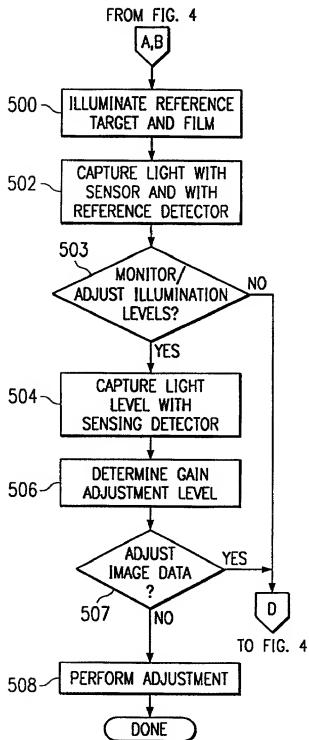 FROM FIG. 4
A,B
500
ILLUMINATE REFERENCE
TARGET AND FILM
502
CAPTURE LIGHT WITH
SENSOR AND WITH
REFERENCE DETECTOR
503
MONITOR/
ADJUST ILLUMINATION
LEVELS?
NO
YES
504
CAPTURE LIGHT
LEVEL WITH
SENSING DETECTOR
506
DETERMINE GAIN
ADJUSTMENT LEVEL
ADJUST
IMAGE DATA
?
YES
507
NO
D
TO FIG. 4
508
PERFORM ADJUSTMENT
DONE